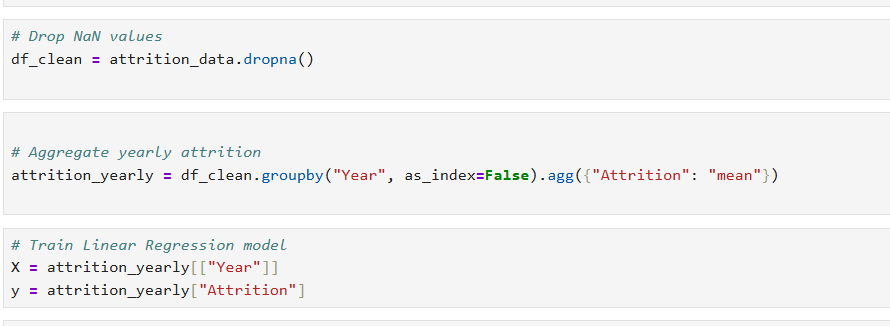 # Drop NaN values
df_clean = attrition_data.dropna()
# Aggregate yearly attrition
attrition_yearly = df_clean.groupby("Year", as_index=False).agg({"Attrition": "mean"})
# Train Linear Regression model
X = attrition_yearly[["Year"]]
y = attrition_yearly["Attrition"]